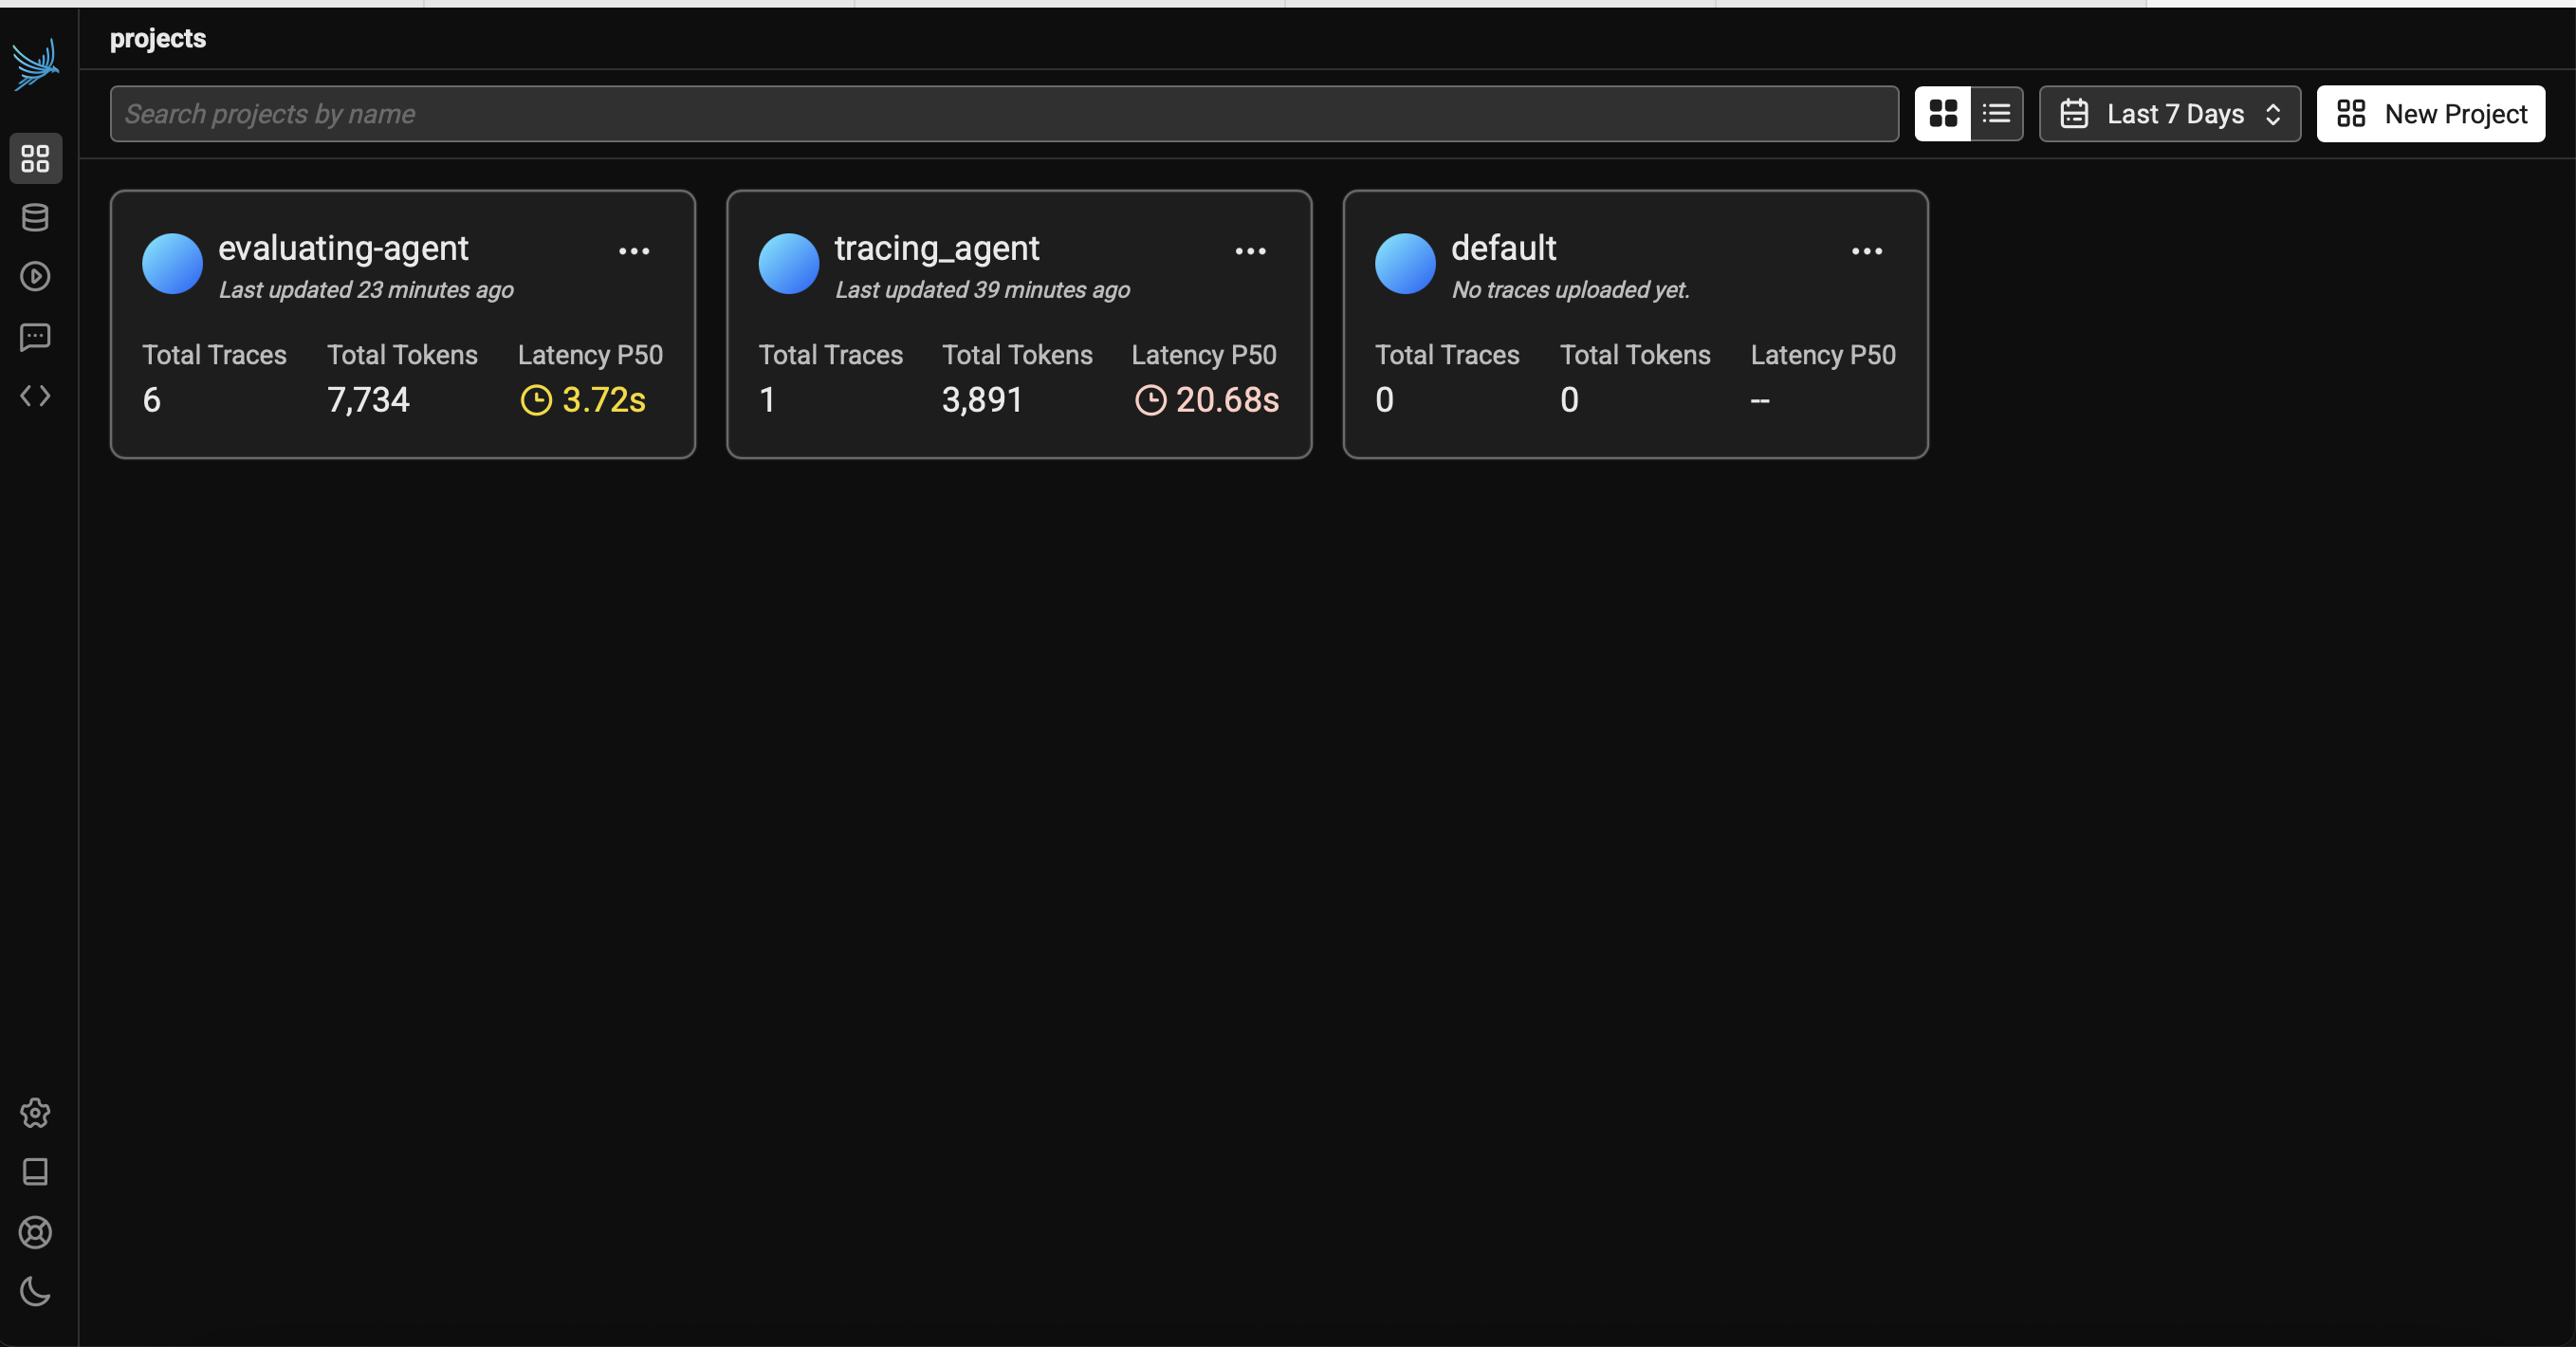 projects
Search projects by name
Last 7 Days
New Project
evaluating-agent
Last updated 23 minutes ago
Total Traces Total Tokens Latency P50
6 7,734 3.72s
tracing_agent
Last updated 39 minutes ago
Total Traces Total Tokens Latency P50
1 3,891 20.68s
default
No traces uploaded yet.
Total Traces Total Tokens Latency P50
0 0 --